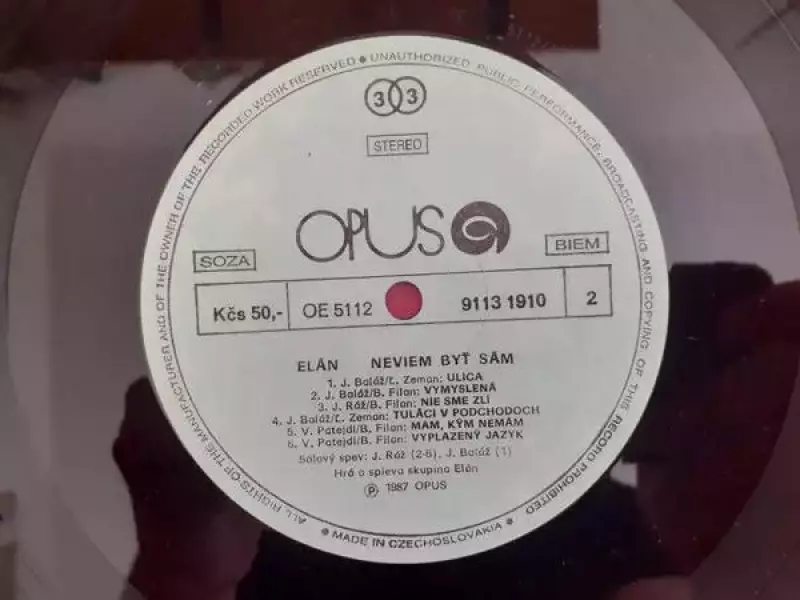 ALL RIGHTS OF THE MANUFACTURER AND OF THE OWNER OF THE RECORDED WORK RESERVED ● UNAUTHORIZED PUBLIC PERFORMANCE, BROADCASTING AND COPYING OF THIS RECORD PROHIBITED
33
STEREO
OPUS
SOZA
BIEM
Kčs 50,- OE 5112 9113 1910 2
ELÁN NEVIEM BYŤ SÁM
1. J. Baláž/Ľ. Zeman: ULICA
2. J. Baláž/B. Filan: VYMYSLENÁ
3. J. Ráž/B. Filan: NIE SME ZLÍ
4. J. Baláž/Ľ. Zeman: TULÁCI V PODCHODOCH
5. V. Patejdl/B. Filan: MÁM, KÝM NEMÁM
6. V. Patejdl/B. Filan: VYPLAZENÝ JAZYK
Sólový spev: J. Ráž (2-6), J. Baláž (1)
Hrá a spieva skupina Elán
Ⓟ 1987 OPUS
● MADE IN CZECHOSLOVAKIA ●